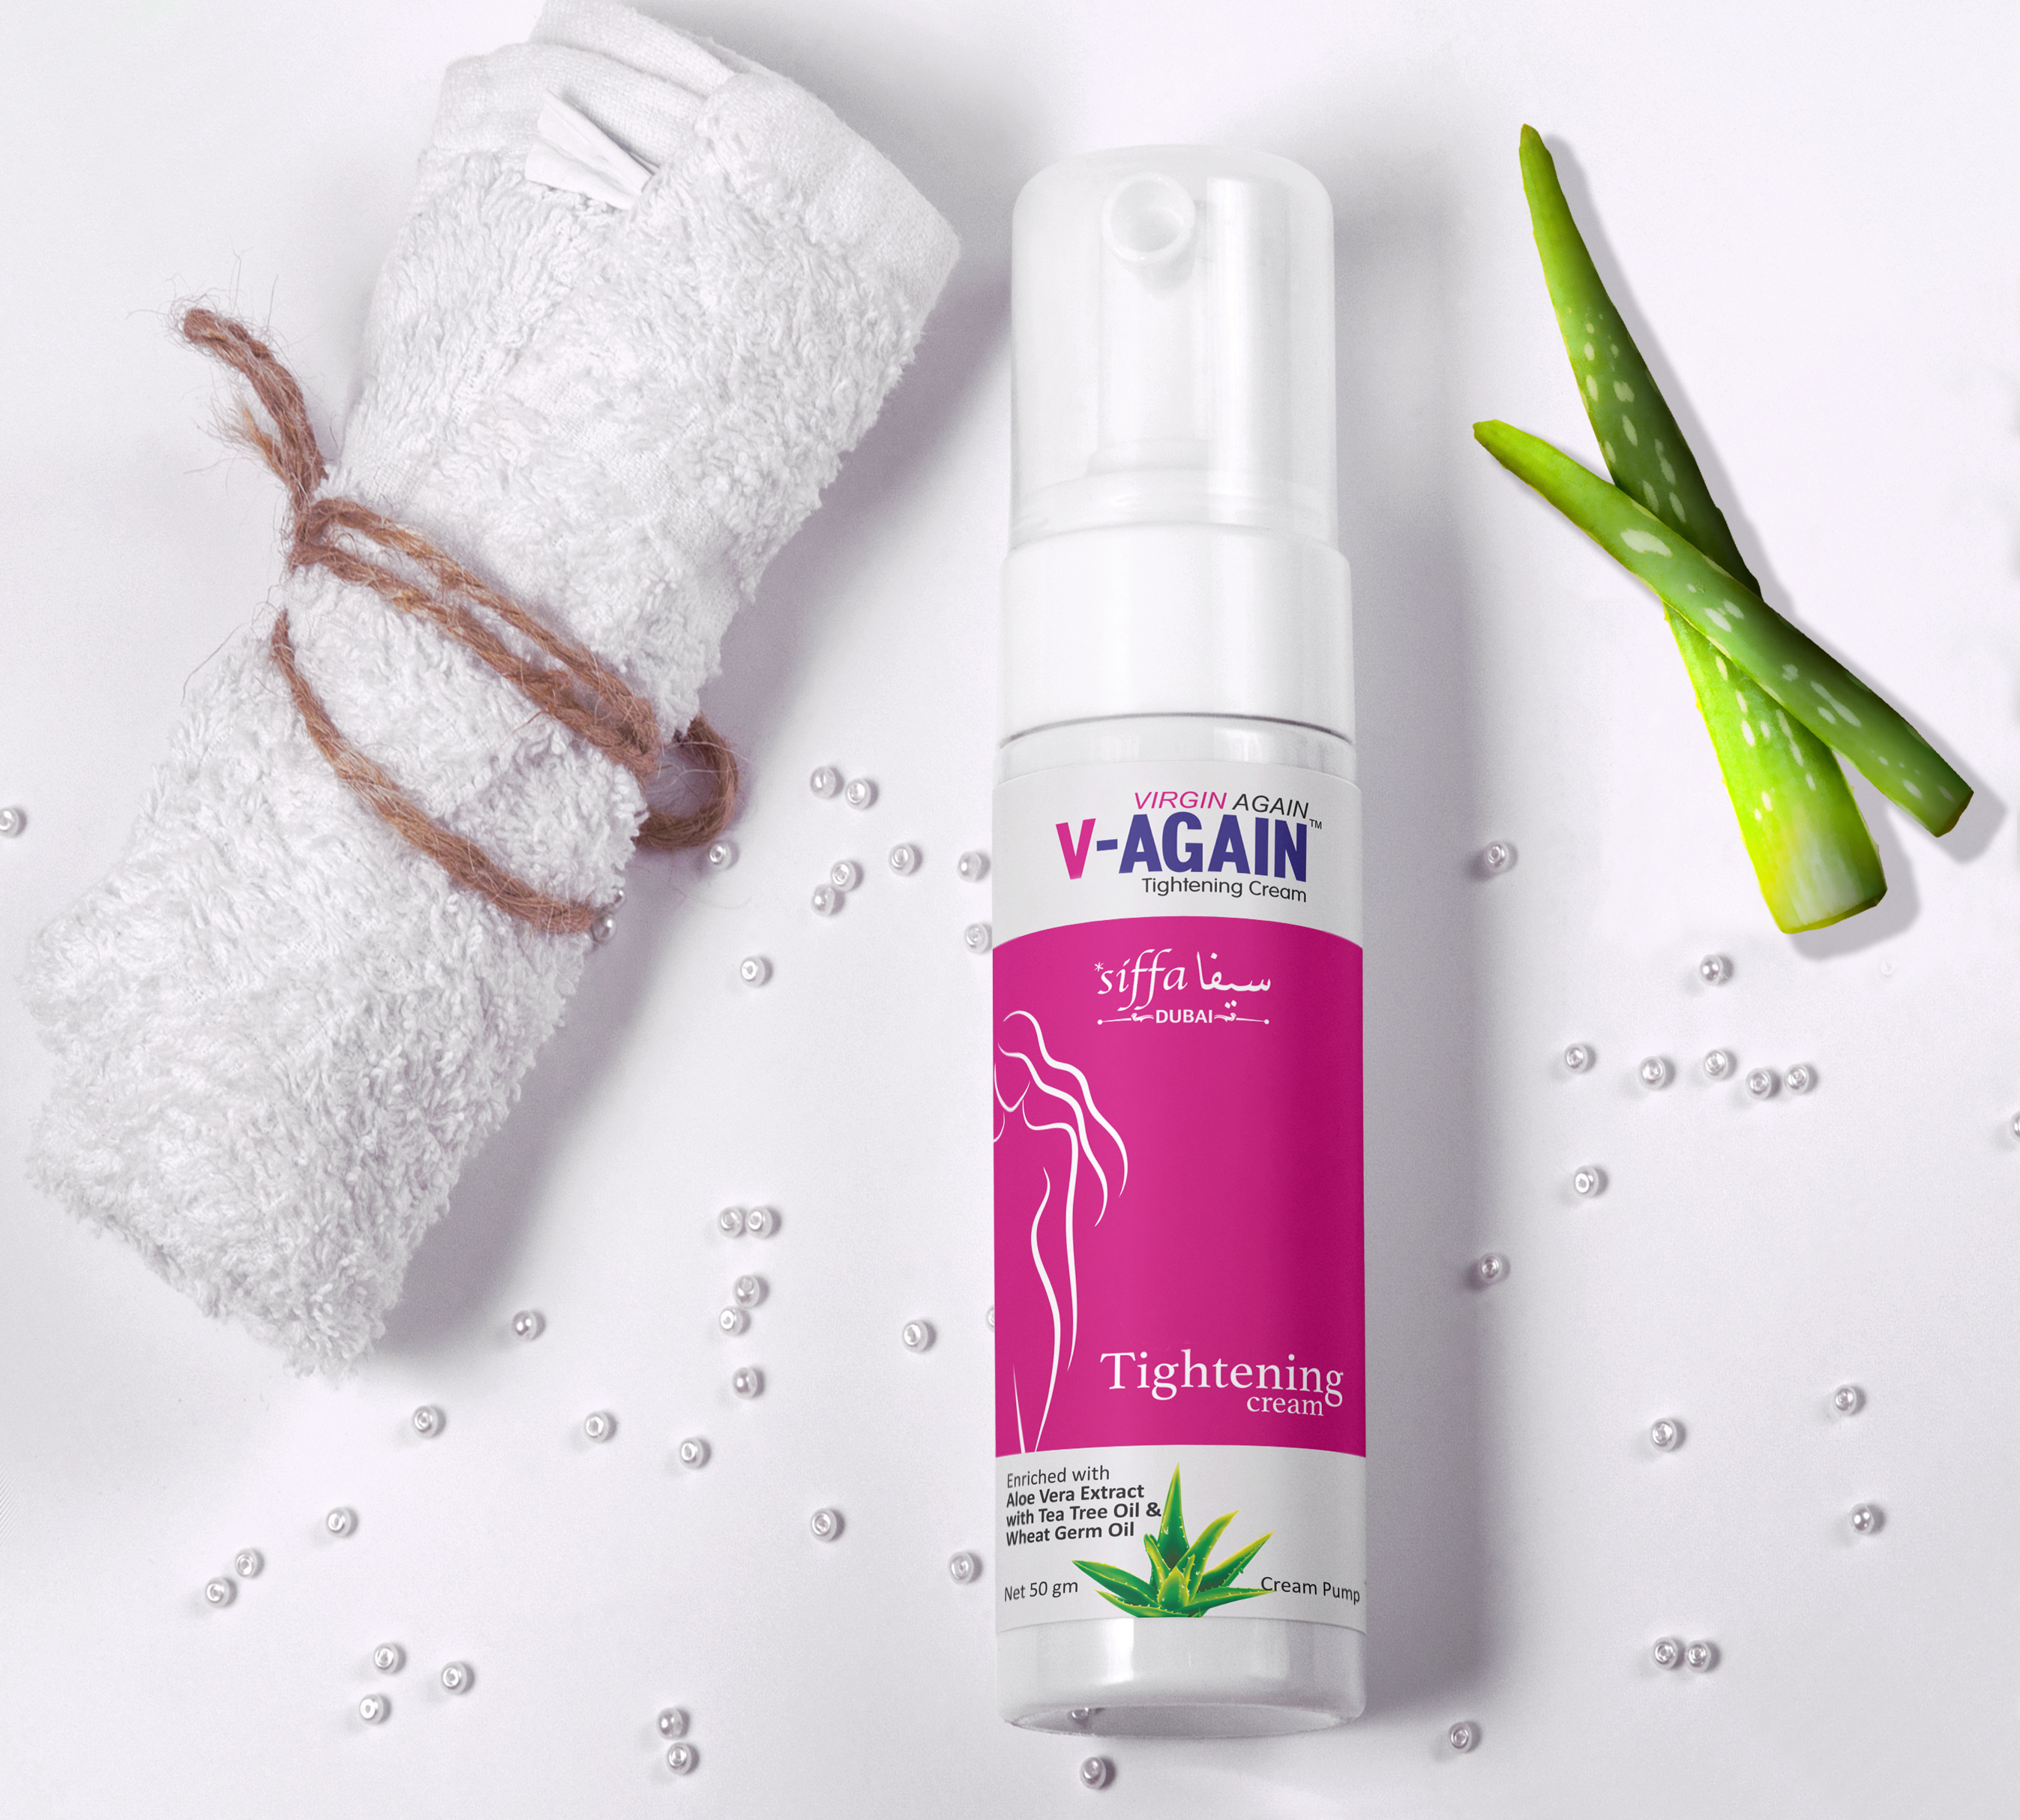 VIRGIN AGAIN
V-AGAIN™
Tightening Cream
*siffa سيفا
DUBAI
Tightening
cream
Enriched with
Aloe Vera Extract
with Tea Tree Oil &
Wheat Germ Oil
Net 50 gm
Cream Pump